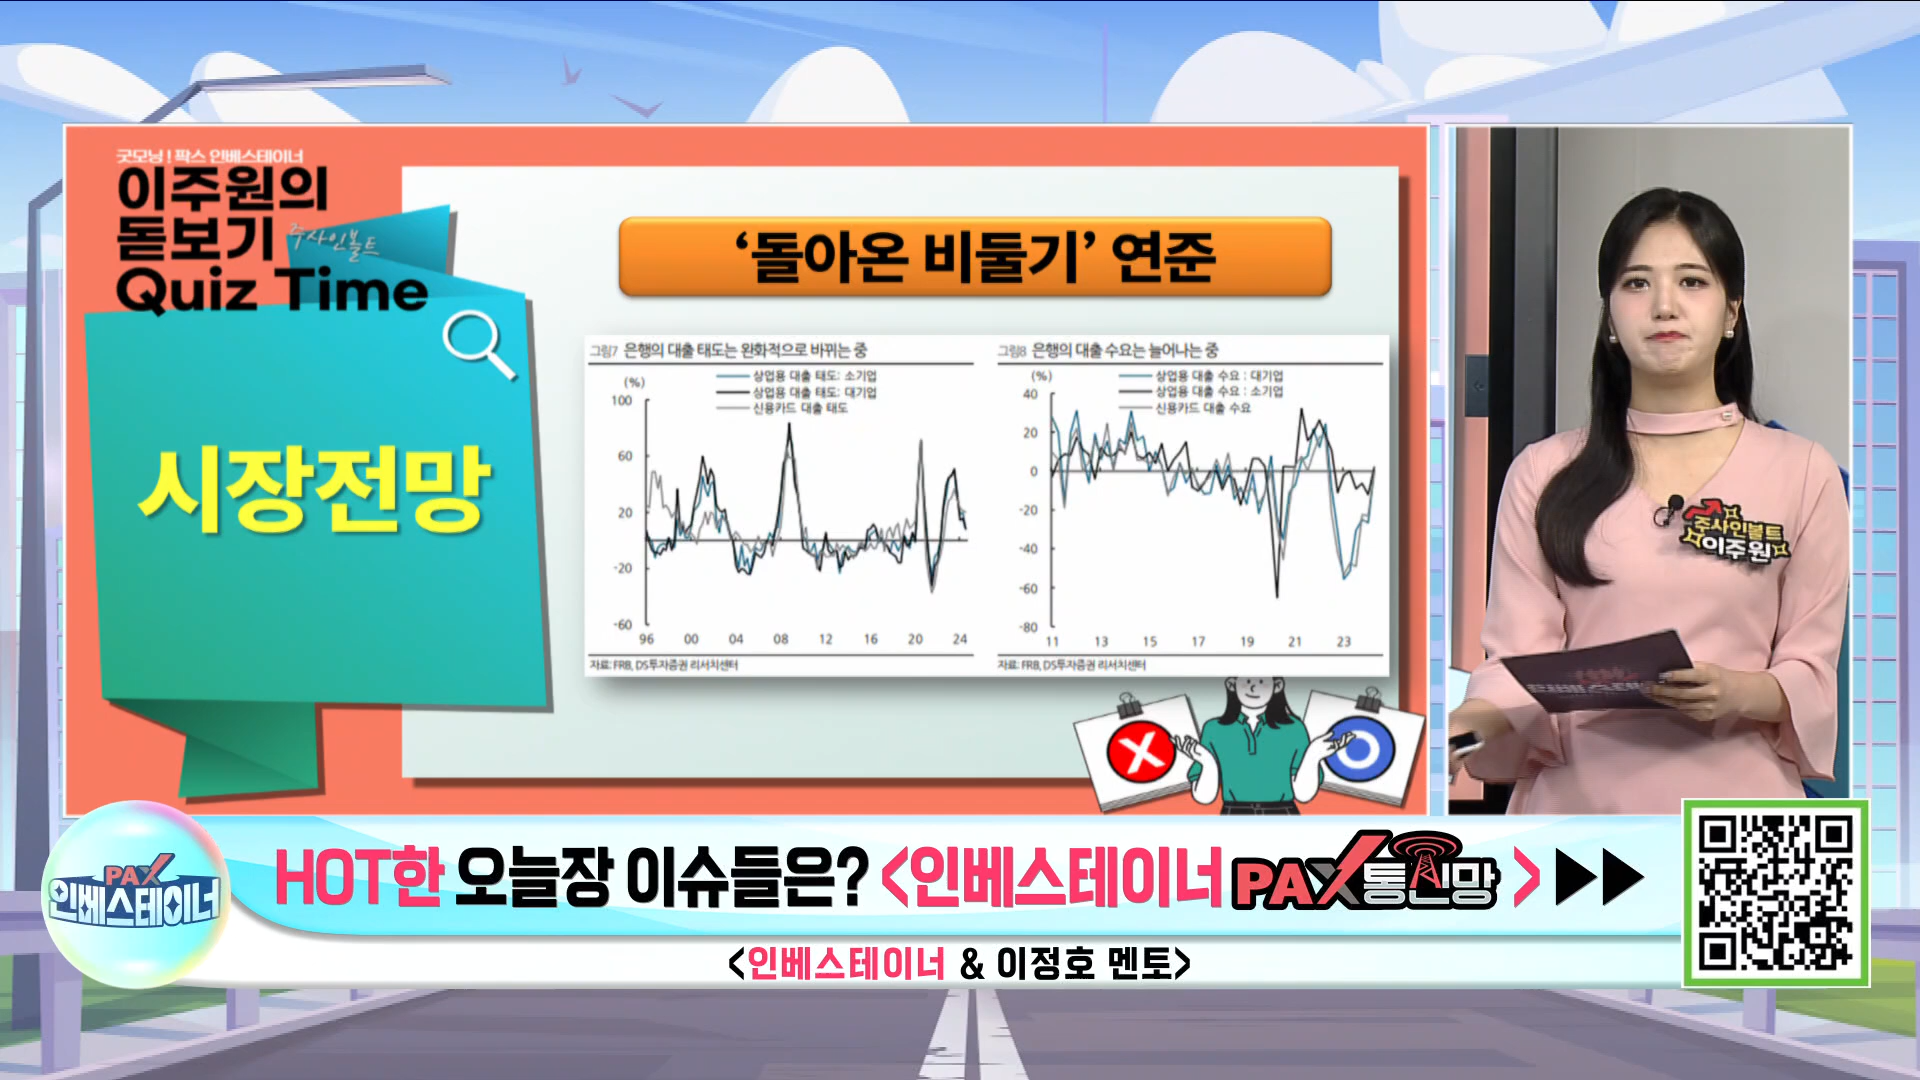 굿모닝! 팍스 인베스테이너
이주원의
돋보기
주사인볼트
Quiz Time
시장전망
‘돌아온 비둘기’ 연준
그림7 은행의 대출 태도는 완화적으로 바뀌는 중
(%)
상업용 대출 태도: 소기업
상업용 대출 태도: 대기업
신용카드 대출 태도
100
60
20
-20
-60
96 00 04 08 12 16 20 24
자료: FRB, DS투자증권 리서치센터
그림8 은행의 대출 수요는 늘어나는 중
(%)
상업용 대출 수요 : 대기업
상업용 대출 수요 : 소기업
신용카드 대출 수요
40
20
0
-20
-40
-60
-80
11 13 15 17 19 21 23
자료: FRB, DS투자증권 리서치센터
X
주사인볼트
이주원
PAX
인베스테이너
HOT한 오늘장 이슈들은? <인베스테이너 PAX통신망 >
<인베스테이너 & 이정호 멘토>